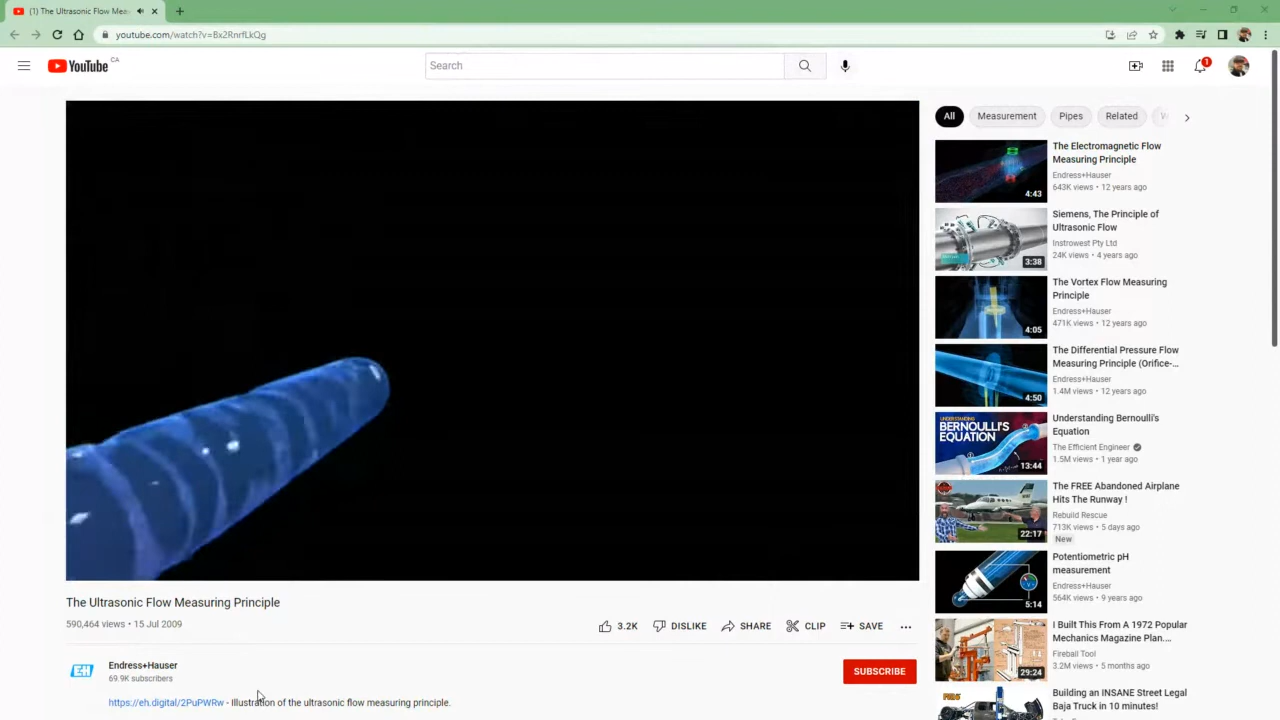 (1) The Ultrasonic Flow Mea
youtube.com/watch?v=Bx2RnrfLkQg
YouTube CA
Search
1
All
Measurement
Pipes
Related
The Electromagnetic Flow
Measuring Principle
Endress+Hauser
643K views • 12 years ago
4:43
Siemens, The Principle of
Ultrasonic Flow
Instrowest Pty Ltd
24K views • 4 years ago
3:38
The Vortex Flow Measuring
Principle
Endress+Hauser
471K views • 12 years ago
4:05
The Differential Pressure Flow
Measuring Principle (Orifice-...
Endress+Hauser
1.4M views • 12 years ago
4:50
UNDERSTANDING
BERNOULLI'S
EQUATION
Understanding Bernoulli's
Equation
The Efficient Engineer
1.5M views • 1 year ago
13:44
The FREE Abandoned Airplane
Hits The Runway !
Rebuild Rescue
713K views • 5 days ago
New
22:17
Potentiometric pH
measurement
Endress+Hauser
564K views • 9 years ago
5:14
I Built This From A 1972 Popular
Mechanics Magazine Plan....
Fireball Tool
3.2M views • 5 months ago
29:24
Building an INSANE Street Legal
Baja Truck in 10 minutes!
The Ultrasonic Flow Measuring Principle
590,464 views • 15 Jul 2009
3.2K
DISLIKE
SHARE
CLIP
SAVE
EH
Endress+Hauser
69.9K subscribers
SUBSCRIBE
https://eh.digital/2PuPWRw - Illustration of the ultrasonic flow measuring principle.